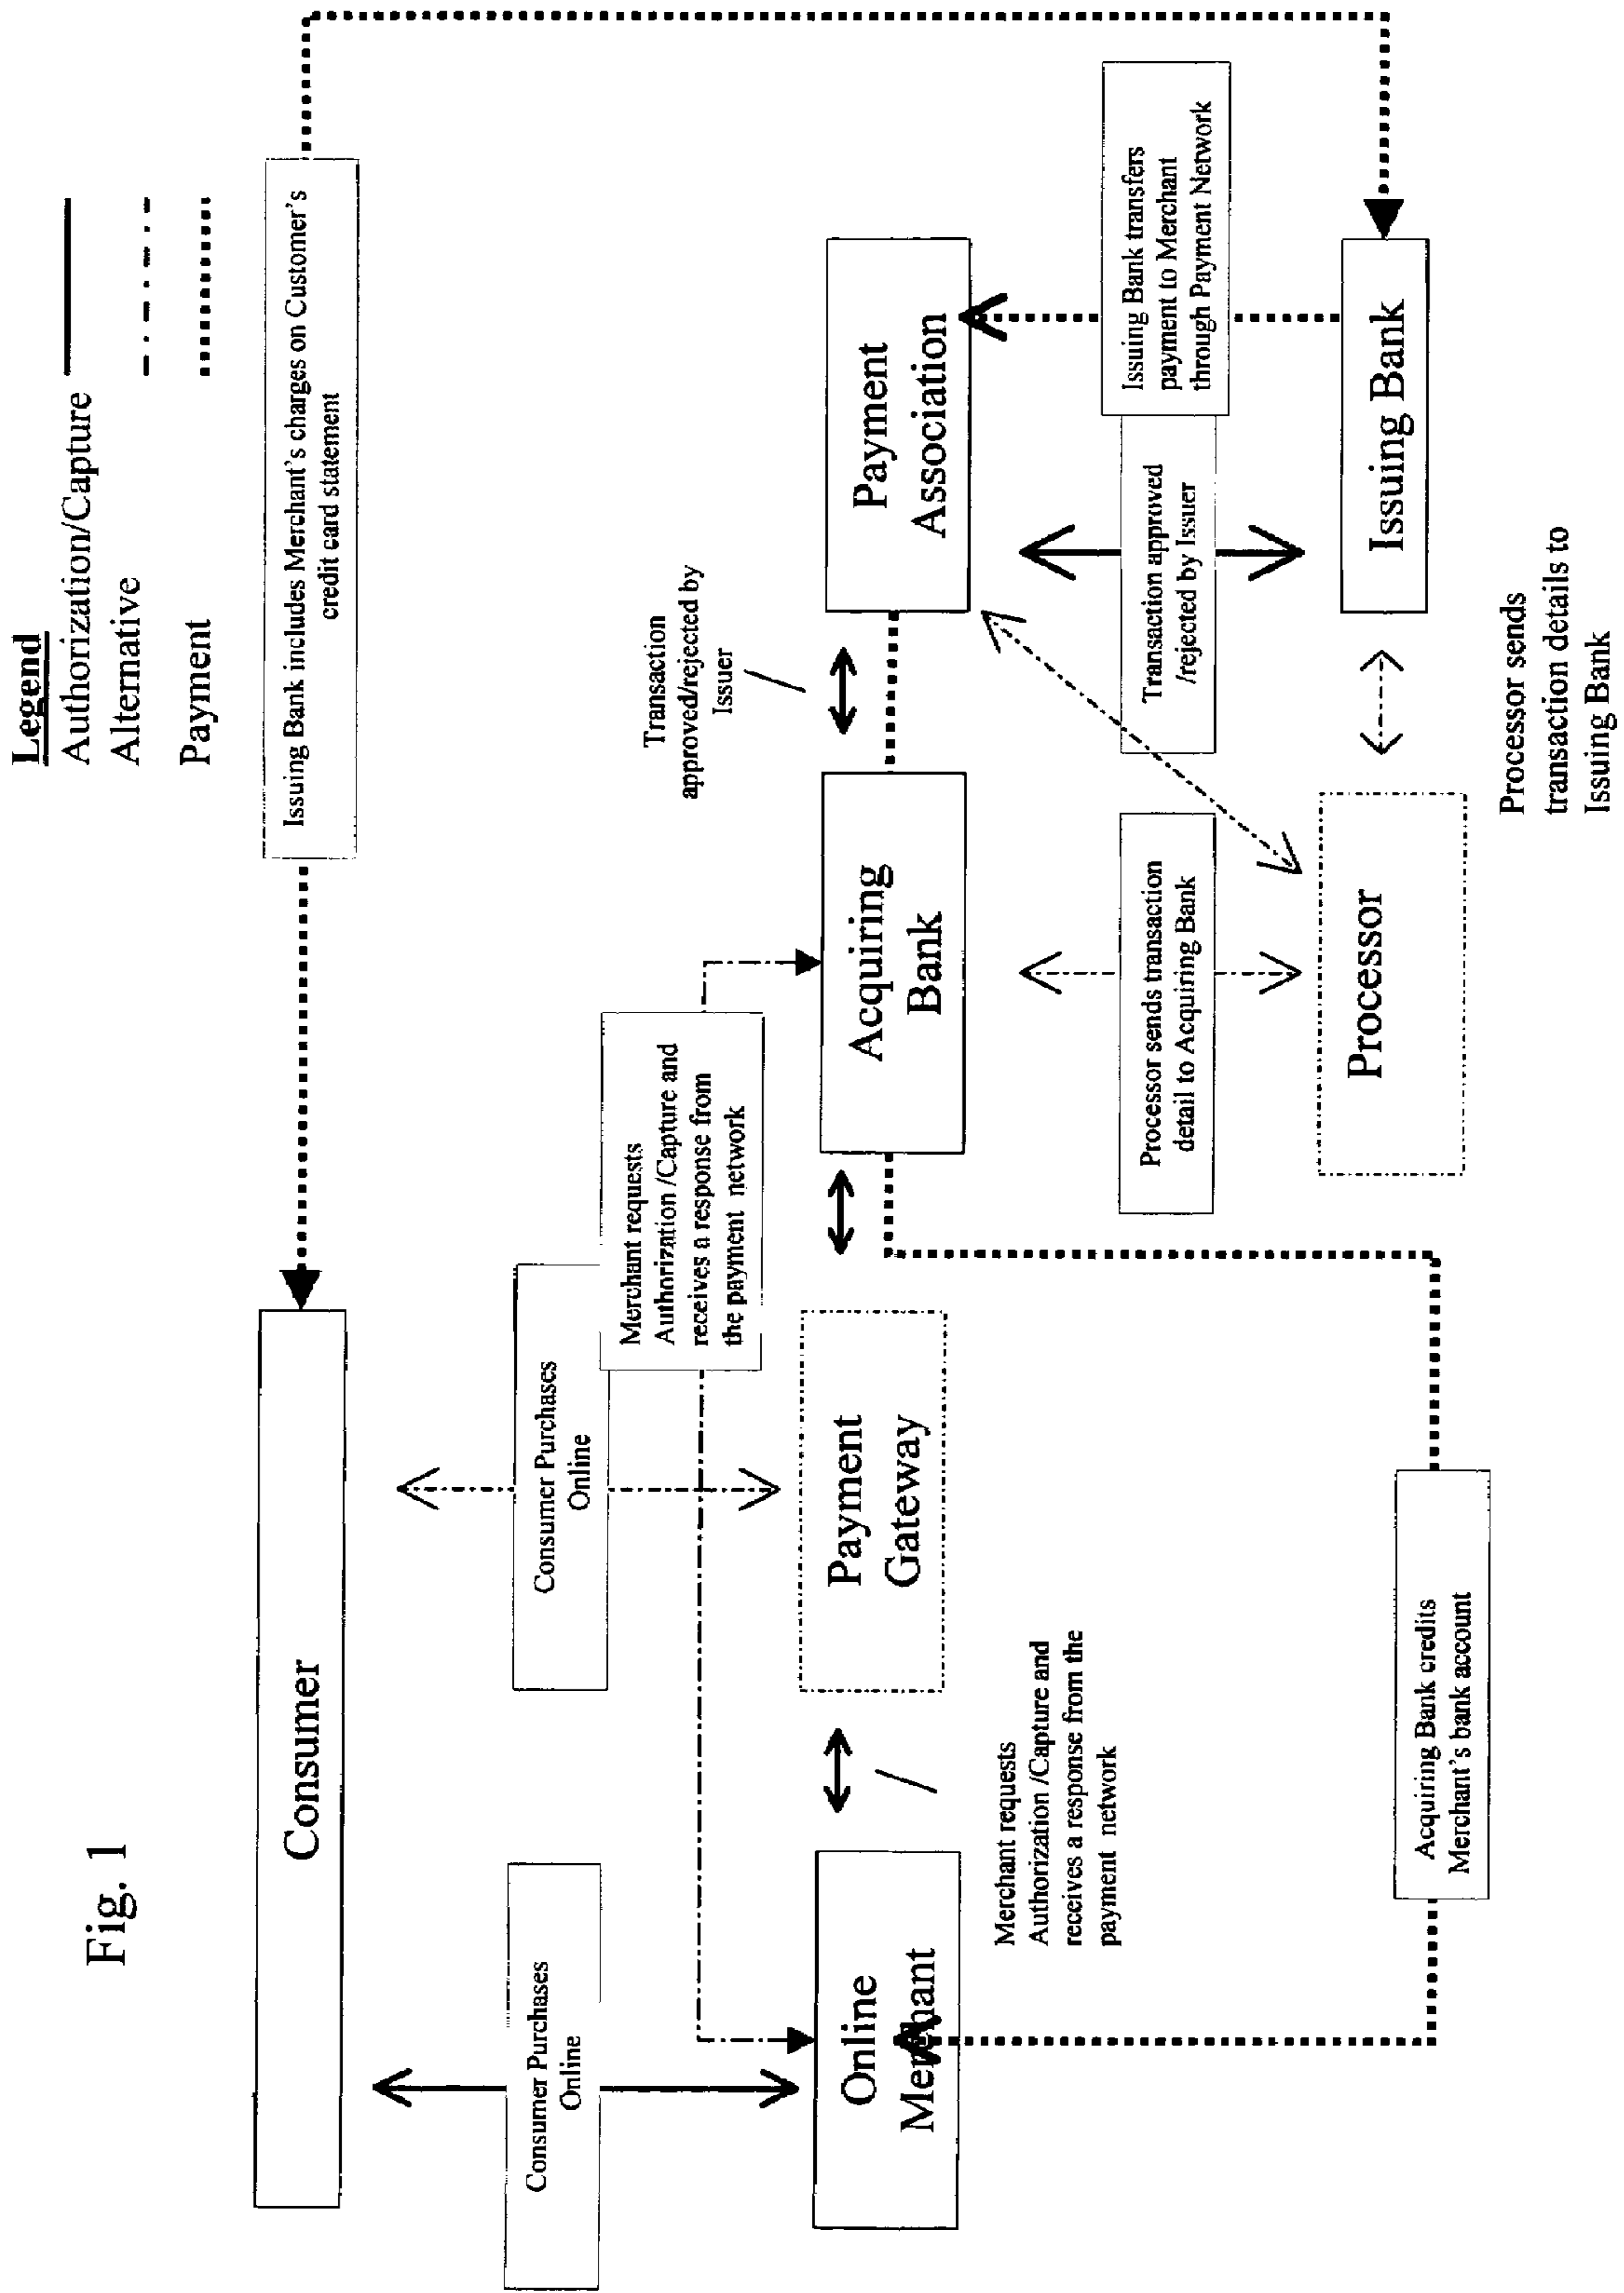 Fig. 1
Legend
Authorization/Capture
Alternative
Payment
Issuing Bank includes Merchant's charges on Customer's
credit card statement
Consumer
Consumer Purchases
Online
Consumer Purchases
Online
Merchant requests
Authorization /Capture and
receives a response from
the payment network
Transaction
approved/rejected by
Issuer
Online
Merchant
Payment
Gateway
Acquiring
Bank
Payment
Association
Merchant requests
Authorization /Capture and
receives a response from the
payment network
Processor sends transaction
detail to Acquiring Bank
Transaction approved
/rejected by Issuer
Issuing Bank transfers
payment to Merchant
through Payment Network
Processor
Issuing Bank
Acquiring Bank credits
Merchant's bank account
Processor sends
transaction details to
Issuing Bank